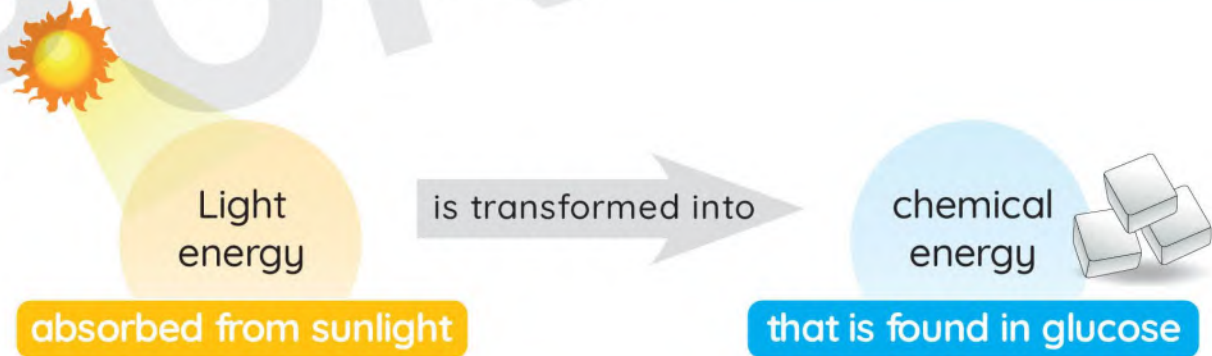 Light
energy
is transformed into
chemical
energy
absorbed from sunlight
that is found in glucose